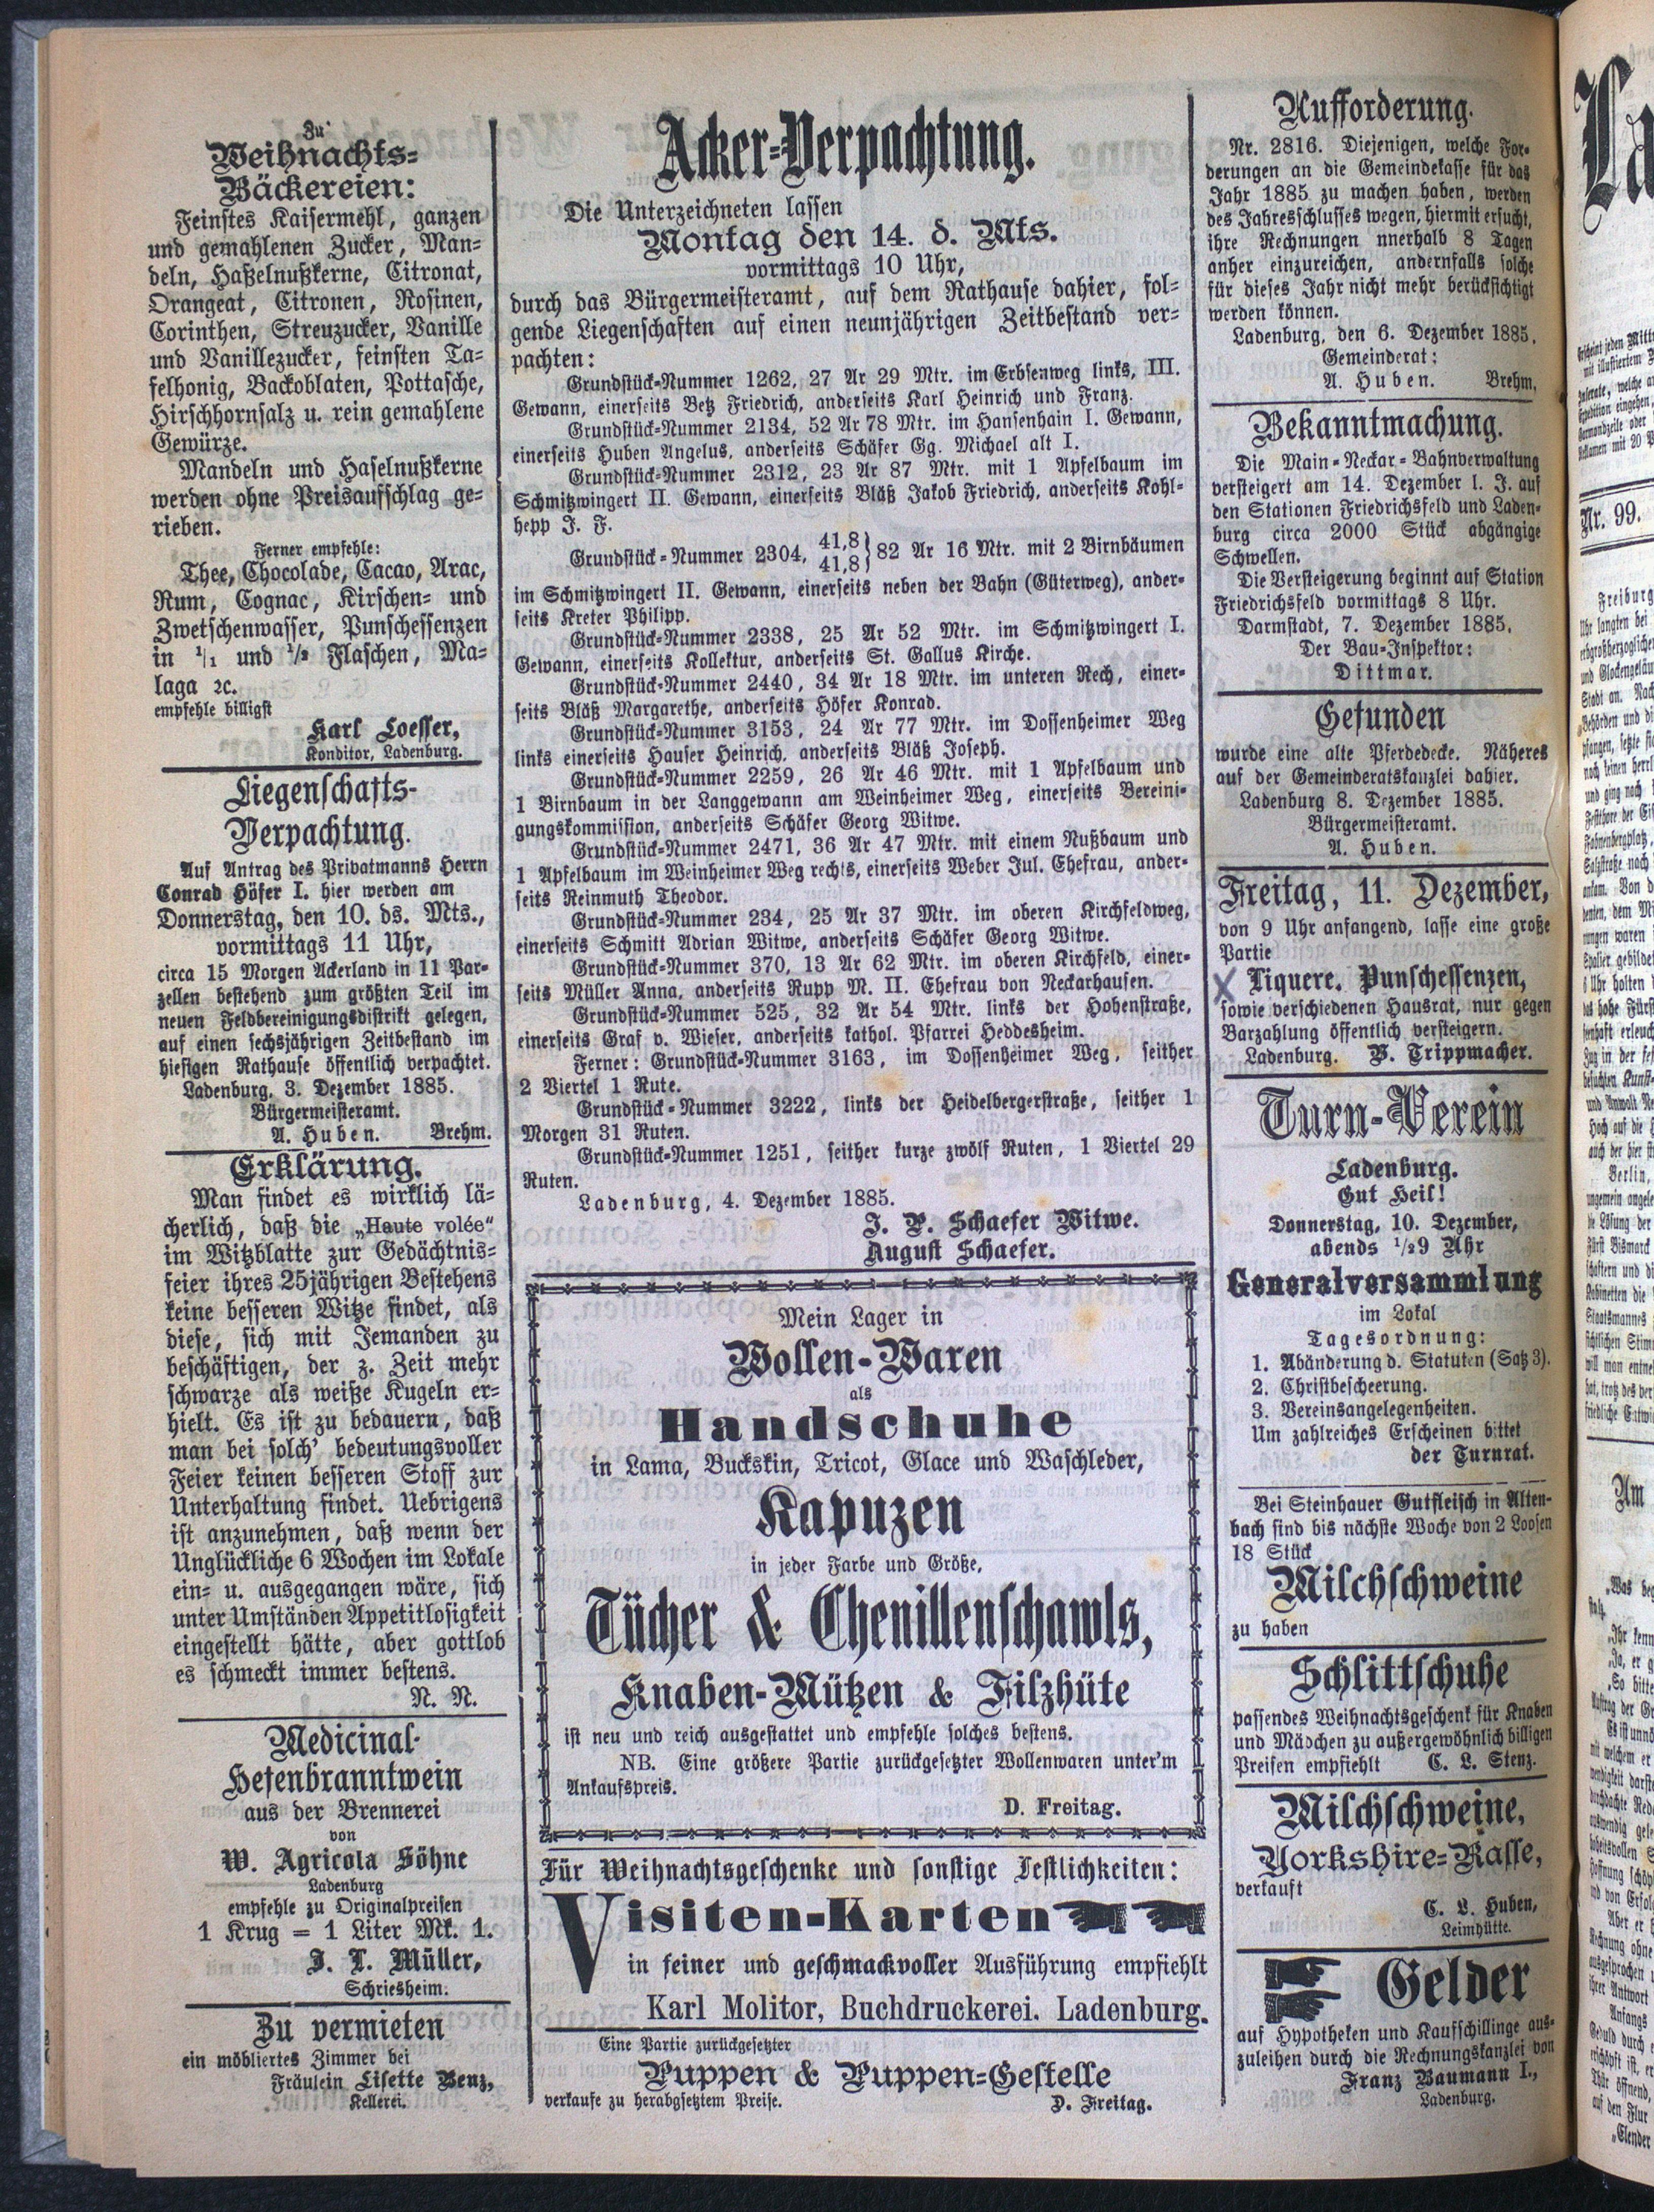 Zu
Weihnachts-
Bäckereien:
Feinstes Kaisermehl, ganzen
und gemahlenen Zucker, Man-
deln, Haßelnußkerne, Citronat,
Orangeat, Citronen, Rosinen,
Corinthen, Streuzucker, Vanille
und Vanillezucker, feinsten Ta-
felhonig, Backoblaten, Pottasche,
Hirschhornsalz u. rein gemahlene
Gewürze.
Mandeln und Haselnußkerne
werden ohne Preisaufschlag ge-
rieben.
Ferner empfehle:
Thee, Chocolade, Cacao, Arac,
Rum, Cognac, Kirschen- und
Zwetschenwasser, Punschessenzen
in 1/1 und 1/2 Flaschen, Ma-
laga ꝛc.
empfehle billigst
Karl Loesser,
Konditor, Ladenburg.
Liegenschafts-
Verpachtung.
Auf Antrag des Privatmanns Herrn
Conrad Höfer I. hier werden am
Donnerstag, den 10. ds. Mts.,
vormittags 11 Uhr,
circa 15 Morgen Ackerland in 11 Par-
zellen bestehend zum größten Teil im
neuen Feldbereinigungsdistrikt gelegen,
auf einen sechsjährigen Zeitbestand im
hiesigen Rathause öffentlich verpachtet.
Ladenburg, 3. Dezember 1885.
Bürgermeisteramt.
A. Huben. Brehm.
Erklärung.
Man findet es wirklich lä-
cherlich, daß die „Haute volée"
im Witzblatte zur Gedächtnis-
feier ihres 25jährigen Bestehens
keine besseren Witze findet, als
diese, sich mit Jemanden zu
beschäftigen, der z. Zeit mehr
schwarze als weiße Kugeln er-
hielt. Es ist zu bedauern, daß
man bei solch' bedeutungsvoller
Feier keinen besseren Stoff zur
Unterhaltung findet. Uebrigens
ist anzunehmen, daß wenn der
Unglückliche 6 Wochen im Lokale
ein- u. ausgegangen wäre, sich
unter Umständen Appetitlosigkeit
eingestellt hätte, aber gottlob
es schmeckt immer bestens.
N. N.
Medicinal-
Hefenbranntwein
aus der Brennerei
von
W. Agricola Söhne
Ladenburg
empfehle zu Originalpreisen
1 Krug = 1 Liter Mk. 1.
J. L. Müller,
Schriesheim.
Zu vermieten
ein möbliertes Zimmer bei
Fräulein Lisette Benz,
Kellerei.
Acker-Verpachtung.
Die Unterzeichneten lassen
Montag den 14. d. Mts.
vormittags 10 Uhr,
durch das Bürgermeisteramt, auf dem Rathause dahier, fol-
gende Liegenschaften auf einen neunjährigen Zeitbestand ver-
pachten:
Grundstück-Nummer 1262, 27 Ar 29 Mtr. im Erbsenweg links, III.
Gewann, einerseits Betz Friedrich, anderseits Karl Heinrich und Franz.
Grundstück-Nummer 2134, 52 Ar 78 Mtr. im Hansenhain I. Gewann,
einerseits Huben Angelus, anderseits Schäfer Gg. Michael alt I.
Grundstück-Nummer 2312, 23 Ar 87 Mtr. mit 1 Apfelbaum im
Schmitzwingert II. Gewann, einerseits Bläß Jakob Friedrich, anderseits Kohl-
hepp J. F.
Grundstück-Nummer 2304, 41,8 41,8 } 82 Ar 16 Mtr. mit 2 Birnbäumen
im Schmitzwingert II. Gewann, einerseits neben der Bahn (Güterweg), ander-
seits Kreter Philipp.
Grundstück-Nummer 2338, 25 Ar 52 Mtr. im Schmitzwingert I.
Gewann, einerseits Kollektur, anderseits St. Gallus Kirche.
Grundstück-Nummer 2440, 34 Ar 18 Mtr. im unteren Rech, einer-
seits Bläß Margarethe, anderseits Höfer Konrad.
Grundstück-Nummer 3153, 24 Ar 77 Mtr. im Dossenheimer Weg
links einerseits Hauser Heinrich, anderseits Bläß Joseph.
Grundstück-Nummer 2259, 26 Ar 46 Mtr. mit 1 Apfelbaum und
1 Birnbaum in der Langgewann am Weinheimer Weg, einerseits Bereini-
gungskommission, anderseits Schäfer Georg Witwe.
Grundstück-Nummer 2471, 36 Ar 47 Mtr. mit einem Nußbaum und
1 Apfelbaum im Weinheimer Weg rechts, einerseits Weber Jul. Ehefrau, ander-
seits Reinmuth Theodor.
Grundstück-Nummer 234, 25 Ar 37 Mtr. im oberen Kirchfeldweg,
einerseits Schmitt Adrian Witwe, anderseits Schäfer Georg Witwe.
Grundstück-Nummer 370, 13 Ar 62 Mtr. im oberen Kirchfeld, einer-
seits Müller Anna, anderseits Rupp M. II. Ehefrau von Neckarhausen.
Grundstück-Nummer 525, 32 Ar 54 Mtr. links der Hohenstraße,
einerseits Graf v. Wieser, anderseits kathol. Pfarrei Heddesheim.
Ferner: Grundstück-Nummer 3163, im Dossenheimer Weg, seither
2 Viertel 1 Rute.
Grundstück-Nummer 3222, links der Heidelbergerstraße, seither 1
Morgen 31 Ruten.
Grundstück-Nummer 1251, seither kurze zwölf Ruten, 1 Viertel 29
Ruten.
Ladenburg, 4. Dezember 1885.
J. P. Schaefer Witwe.
August Schaefer.
Mein Lager in
Wollen-Waren
als
Handschuhe
in Lama, Buckskin, Tricot, Glace und Waschleder,
Kapuzen
in jeder Farbe und Größe,
Tücher & Chenillenschawls,
Knaben-Mützen & Filzhüte
ist neu und reich ausgestattet und empfehle solches bestens.
NB. Eine größere Partie zurückgesetzter Wollenwaren unter'm
Ankaufspreis.
D. Freitag.
Für Weihnachtsgeschenke und sonstige Festlichkeiten:
Visiten-Karten
in feiner und geschmackvoller Ausführung empfiehlt
Karl Molitor, Buchdruckerei. Ladenburg.
Eine Partie zurückgesetzter
Puppen & Puppen-Gestelle
verkaufe zu herabgsetztem Preise. D. Freitag.
Aufforderung.
Nr. 2816. Diejenigen, welche For-
derungen an die Gemeindekasse für das
Jahr 1885 zu machen haben, werden
des Jahresschlusses wegen, hiermit ersucht,
ihre Rechnungen nnerhalb 8 Tagen
anher einzureichen, andernfalls solche
für dieses Jahr nicht mehr berücksichtigt
werden können.
Ladenburg, den 6. Dezember 1885.
Gemeinderat:
A. Huben. Brehm.
Bekanntmachung.
Die Main-Neckar-Bahnverwaltung
versteigert am 14. Dezember l. J. auf
den Stationen Friedrichsfeld und Laden-
burg circa 2000 Stück abgängige
Schwellen.
Die Versteigerung beginnt auf Station
Friedrichsfeld vormittags 8 Uhr.
Darmstadt, 7. Dezember 1885.
Der Bau-Inspektor:
Dittmar.
Gefunden
wurde eine alte Pferdedecke. Näheres
auf der Gemeinderatskanzlei dahier.
Ladenburg 8. Dezember 1885.
Bürgermeisteramt.
A. Huben.
Freitag, 11. Dezember,
von 9 Uhr anfangend, lasse eine große
Partie
Liquere, Punschessenzen,
sowie verschiedenen Hausrat, nur gegen
Barzahlung öffentlich versteigern.
Ladenburg. B. Trippmacher.
Turn-Verein
Ladenburg.
Gut Heil!
Donnerstag, 10. Dezember,
abends 1/29 Uhr
Generalversammlung
im Lokal
Tagesordnung:
1. Abänderung d. Statuten (Satz 3).
2. Christbescheerung.
3. Vereinsangelegenheiten.
Um zahlreiches Erscheinen bittet
der Turnrat.
Bei Steinhauer Gutfleisch in Alten-
bach sind bis nächste Woche von 2 Loosen
18 Stück
Milchschweine
zu haben
Schlittschuhe
passendes Weihnachtsgeschenk für Knaben
und Mädchen zu außergewöhnlich billigen
Preisen empfiehlt C. L. Stenz.
Milchschweine,
Yorkshire-Rasse,
verkauft
C. L. Huben,
Leimhütte.
Gelder
auf Hypotheken und Kaufschillinge aus-
zuleihen durch die Rechnungskanzlei von
Franz Baumann I.,
Ladenburg.
La
Nr. 99.